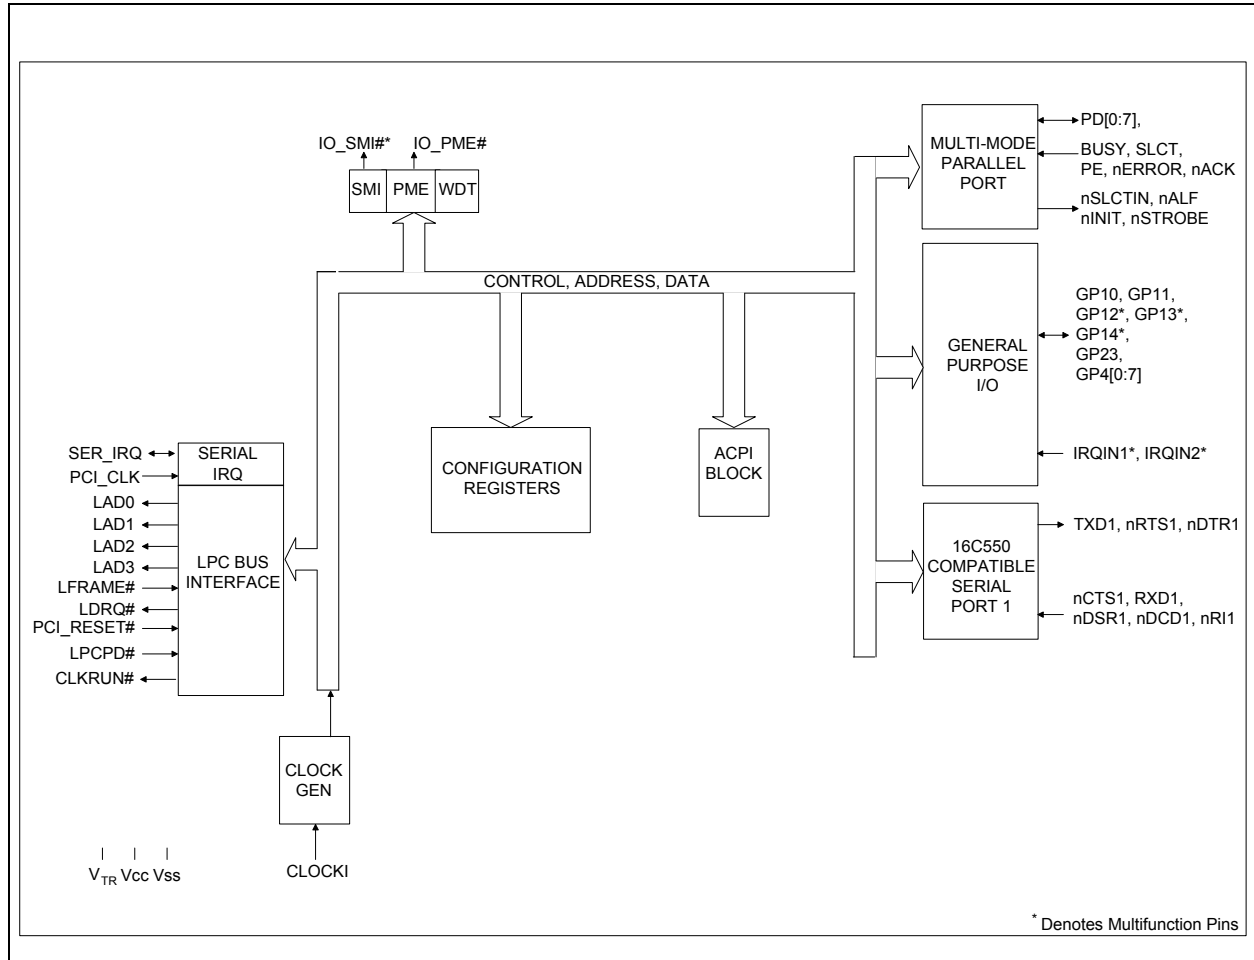 IO_SMI#* IO_PME#
SMI PME WDT
CONTROL, ADDRESS, DATA
MULTI-MODE
PARALLEL
PORT
PD[0:7],
BUSY, SLCT,
PE, nERROR, nACK
nSLCTIN, nALF
nINIT, nSTROBE
GENERAL
PURPOSE
I/O
GP10, GP11,
GP12*, GP13*,
GP14*,
GP23,
GP4[0:7]
IRQIN1*, IRQIN2*
16C550
COMPATIBLE
SERIAL
PORT 1
TXD1, nRTS1, nDTR1
nCTS1, RXD1,
nDSR1, nDCD1, nRI1
CONFIGURATION
REGISTERS
ACPI
BLOCK
SER_IRQ
PCI_CLK
SERIAL
IRQ
LAD0
LAD1
LAD2
LAD3
LFRAME#
LDRQ#
PCI_RESET#
LPCPD#
CLKRUN#
LPC BUS
INTERFACE
CLOCK
GEN
CLOCKI
VTR Vcc Vss
* Denotes Multifunction Pins